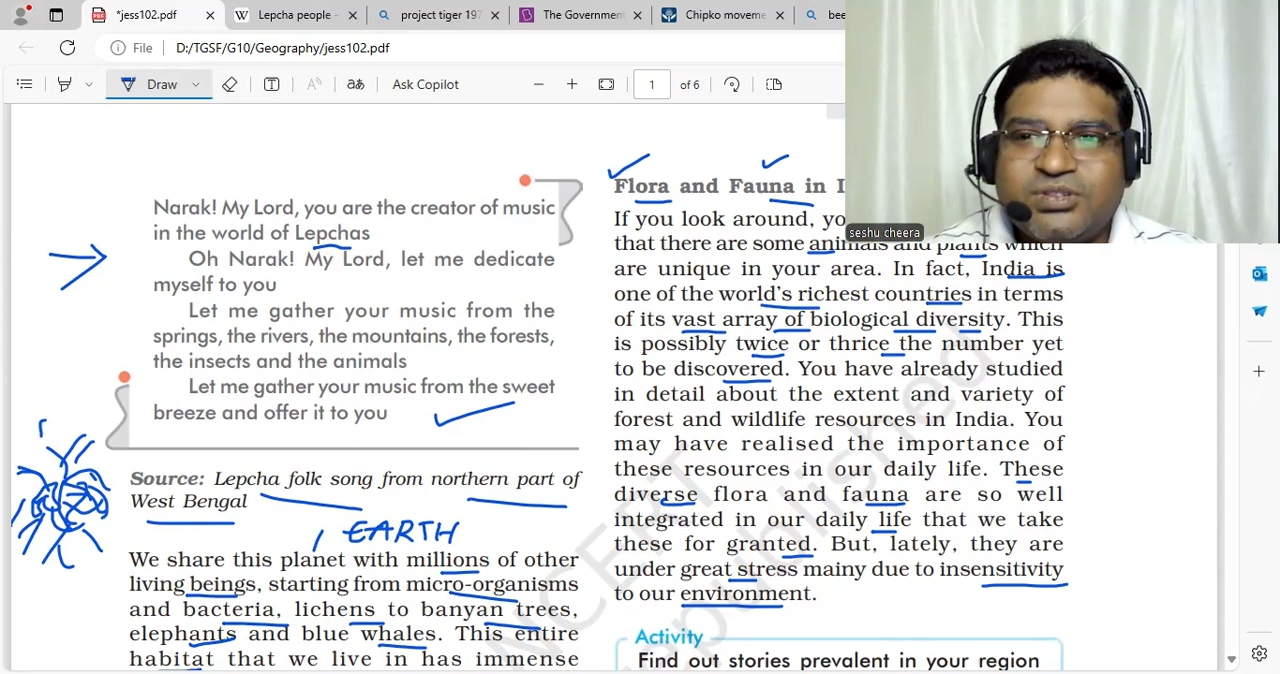 *jess102.pdf
Lepcha people -
project tiger 197
The Government
Chipko moveme
bee
File
D:/TGSF/G10/Geography/jess102.pdf
Draw
Ask Copilot
1
of 6
seshu cheera
Narak! My Lord, you are the creator of music
in the world of Lepchas
Oh Narak! My Lord, let me dedicate
myself to you
Let me gather your music from the
springs, the rivers, the mountains, the forests,
the insects and the animals
Let me gather your music from the sweet
breeze and offer it to you
Source: Lepcha folk song from northern part of
West Bengal
EARTH
We share this planet with millions of other
living beings, starting from micro-organisms
and bacteria, lichens to banyan trees,
elephants and blue whales. This entire
habitat that we live in has immense
Flora and Fauna in I
If you look around, yo
that there are some animals and plants which
are unique in your area. In fact, India is
one of the world's richest countries in terms
of its vast array of biological diversity. This
is possibly twice or thrice the number yet
to be discovered. You have already studied
in detail about the extent and variety of
forest and wildlife resources in India. You
may have realised the importance of
these resources in our daily life. These
diverse flora and fauna are so well
integrated in our daily life that we take
these for granted. But, lately, they are
under great stress mainy due to insensitivity
to our environment.
Activity
Find out stories prevalent in your region
NCERT
republished